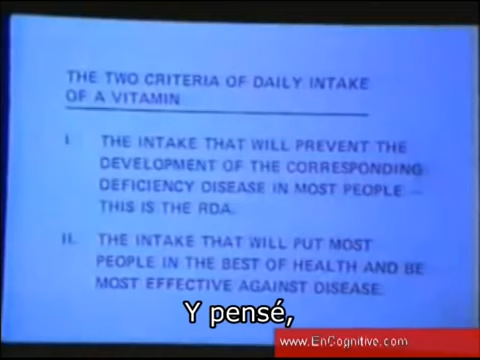 THE TWO CRITERIA OF DAILY INTAKE
OF A VITAMIN
I. THE INTAKE THAT WILL PREVENT THE
DEVELOPMENT OF THE CORRESPONDING
DEFICIENCY DISEASE IN MOST PEOPLE —
THIS IS THE RDA.
II. THE INTAKE THAT WILL PUT MOST
PEOPLE IN THE BEST OF HEALTH AND BE
MOST EFFECTIVE AGAINST DISEASE.
Y pensé,
www.EnCognitive.com